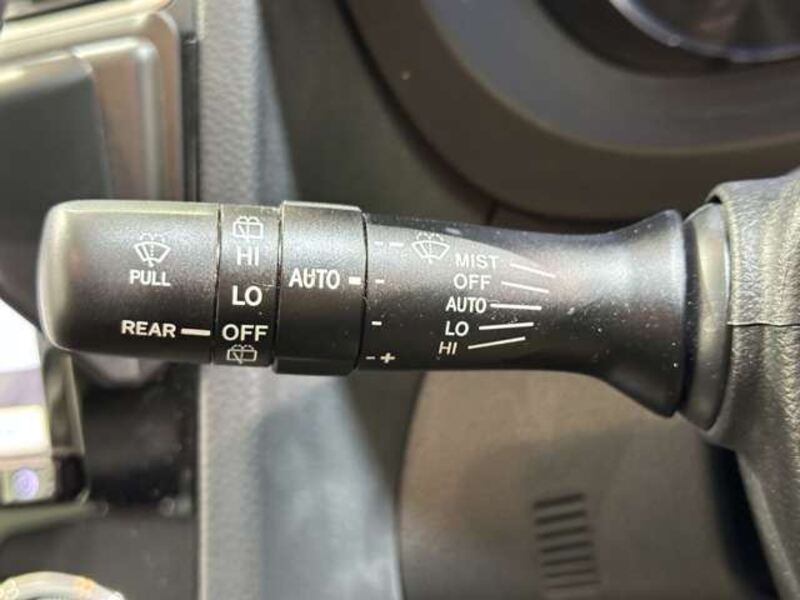 PULL
REAR
HI
LO
OFF
AUTO
- +
MIST
OFF
AUTO
LO
HI